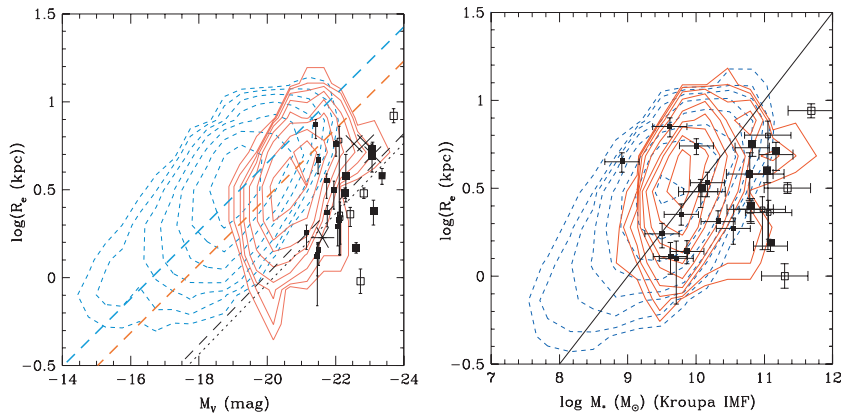 1.5
1
0.5
0
−0.5
log(R_e (kpc))
−14 −16 −18 −20 −22 −24
M_V (mag)
1.5
1
0.5
0
−0.5
log(R_e (kpc))
7 8 9 10 11 12
log M_* (M_⊙) (Kroupa IMF)